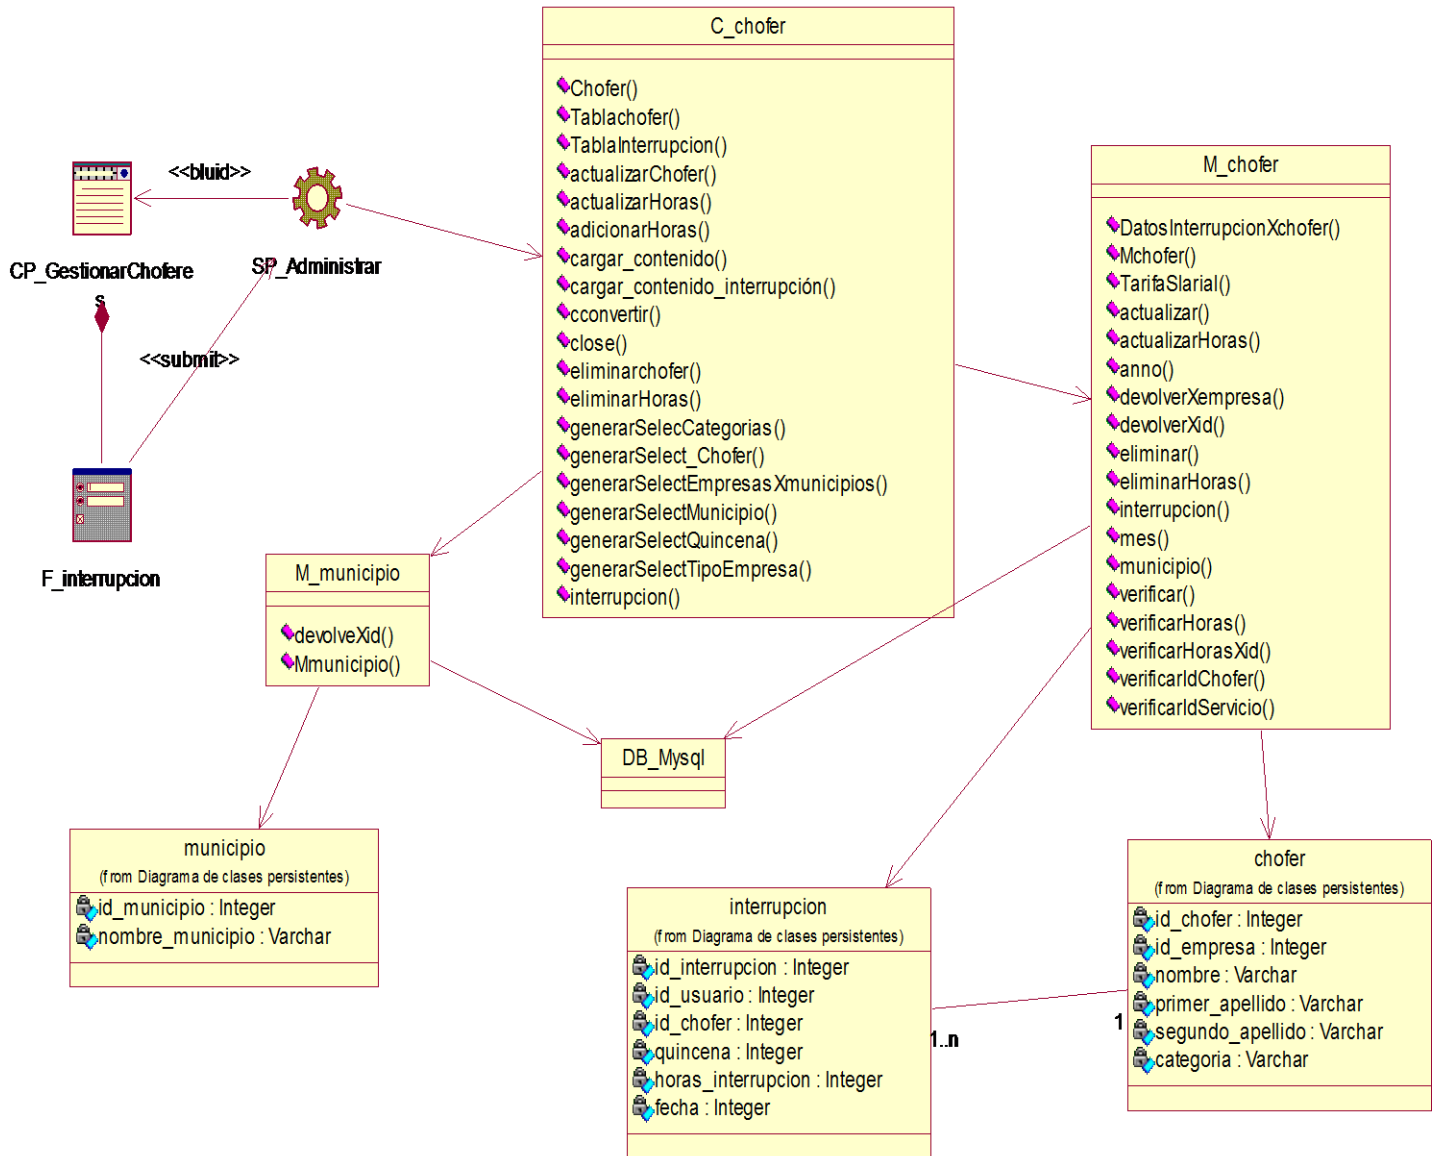 C_chofer
Chofer()
Tablachofer()
TablaInterrupcion()
actualizarChofer()
actualizarHoras()
adicionarHoras()
cargar_contenido()
cargar_contenido_interrupción()
cconvertir()
close()
eliminarchofer()
eliminarHoras()
generarSelecCategorias()
generarSelect_Chofer()
generarSelectEmpresasXmunicipios()
generarSelectMunicipio()
generarSelectQuincena()
generarSelectTipoEmpresa()
interrupcion()
<<bluid>>
CP_GestionarChofere
s
SP_Administrar
<<submit>>
F_interrupcion
M_chofer
DatosInterrupcionXchofer()
Mchofer()
TarifaSlarial()
actualizar()
actualizarHoras()
anno()
devolverXempresa()
devolverXid()
eliminar()
eliminarHoras()
interrupcion()
mes()
municipio()
verificar()
verificarHoras()
verificarHorasXid()
verificarIdChofer()
verificarIdServicio()
M_municipio
devolveXid()
Mmunicipio()
DB_Mysql
municipio
(from Diagrama de clases persistentes)
id_municipio : Integer
nombre_municipio : Varchar
interrupcion
(from Diagrama de clases persistentes)
id_interrupcion : Integer
id_usuario : Integer
id_chofer : Integer
quincena : Integer
horas_interrupcion : Integer
fecha : Integer
1..n
1
chofer
(from Diagrama de clases persistentes)
id_chofer : Integer
id_empresa : Integer
nombre : Varchar
primer_apellido : Varchar
segundo_apellido : Varchar
categoria : Varchar